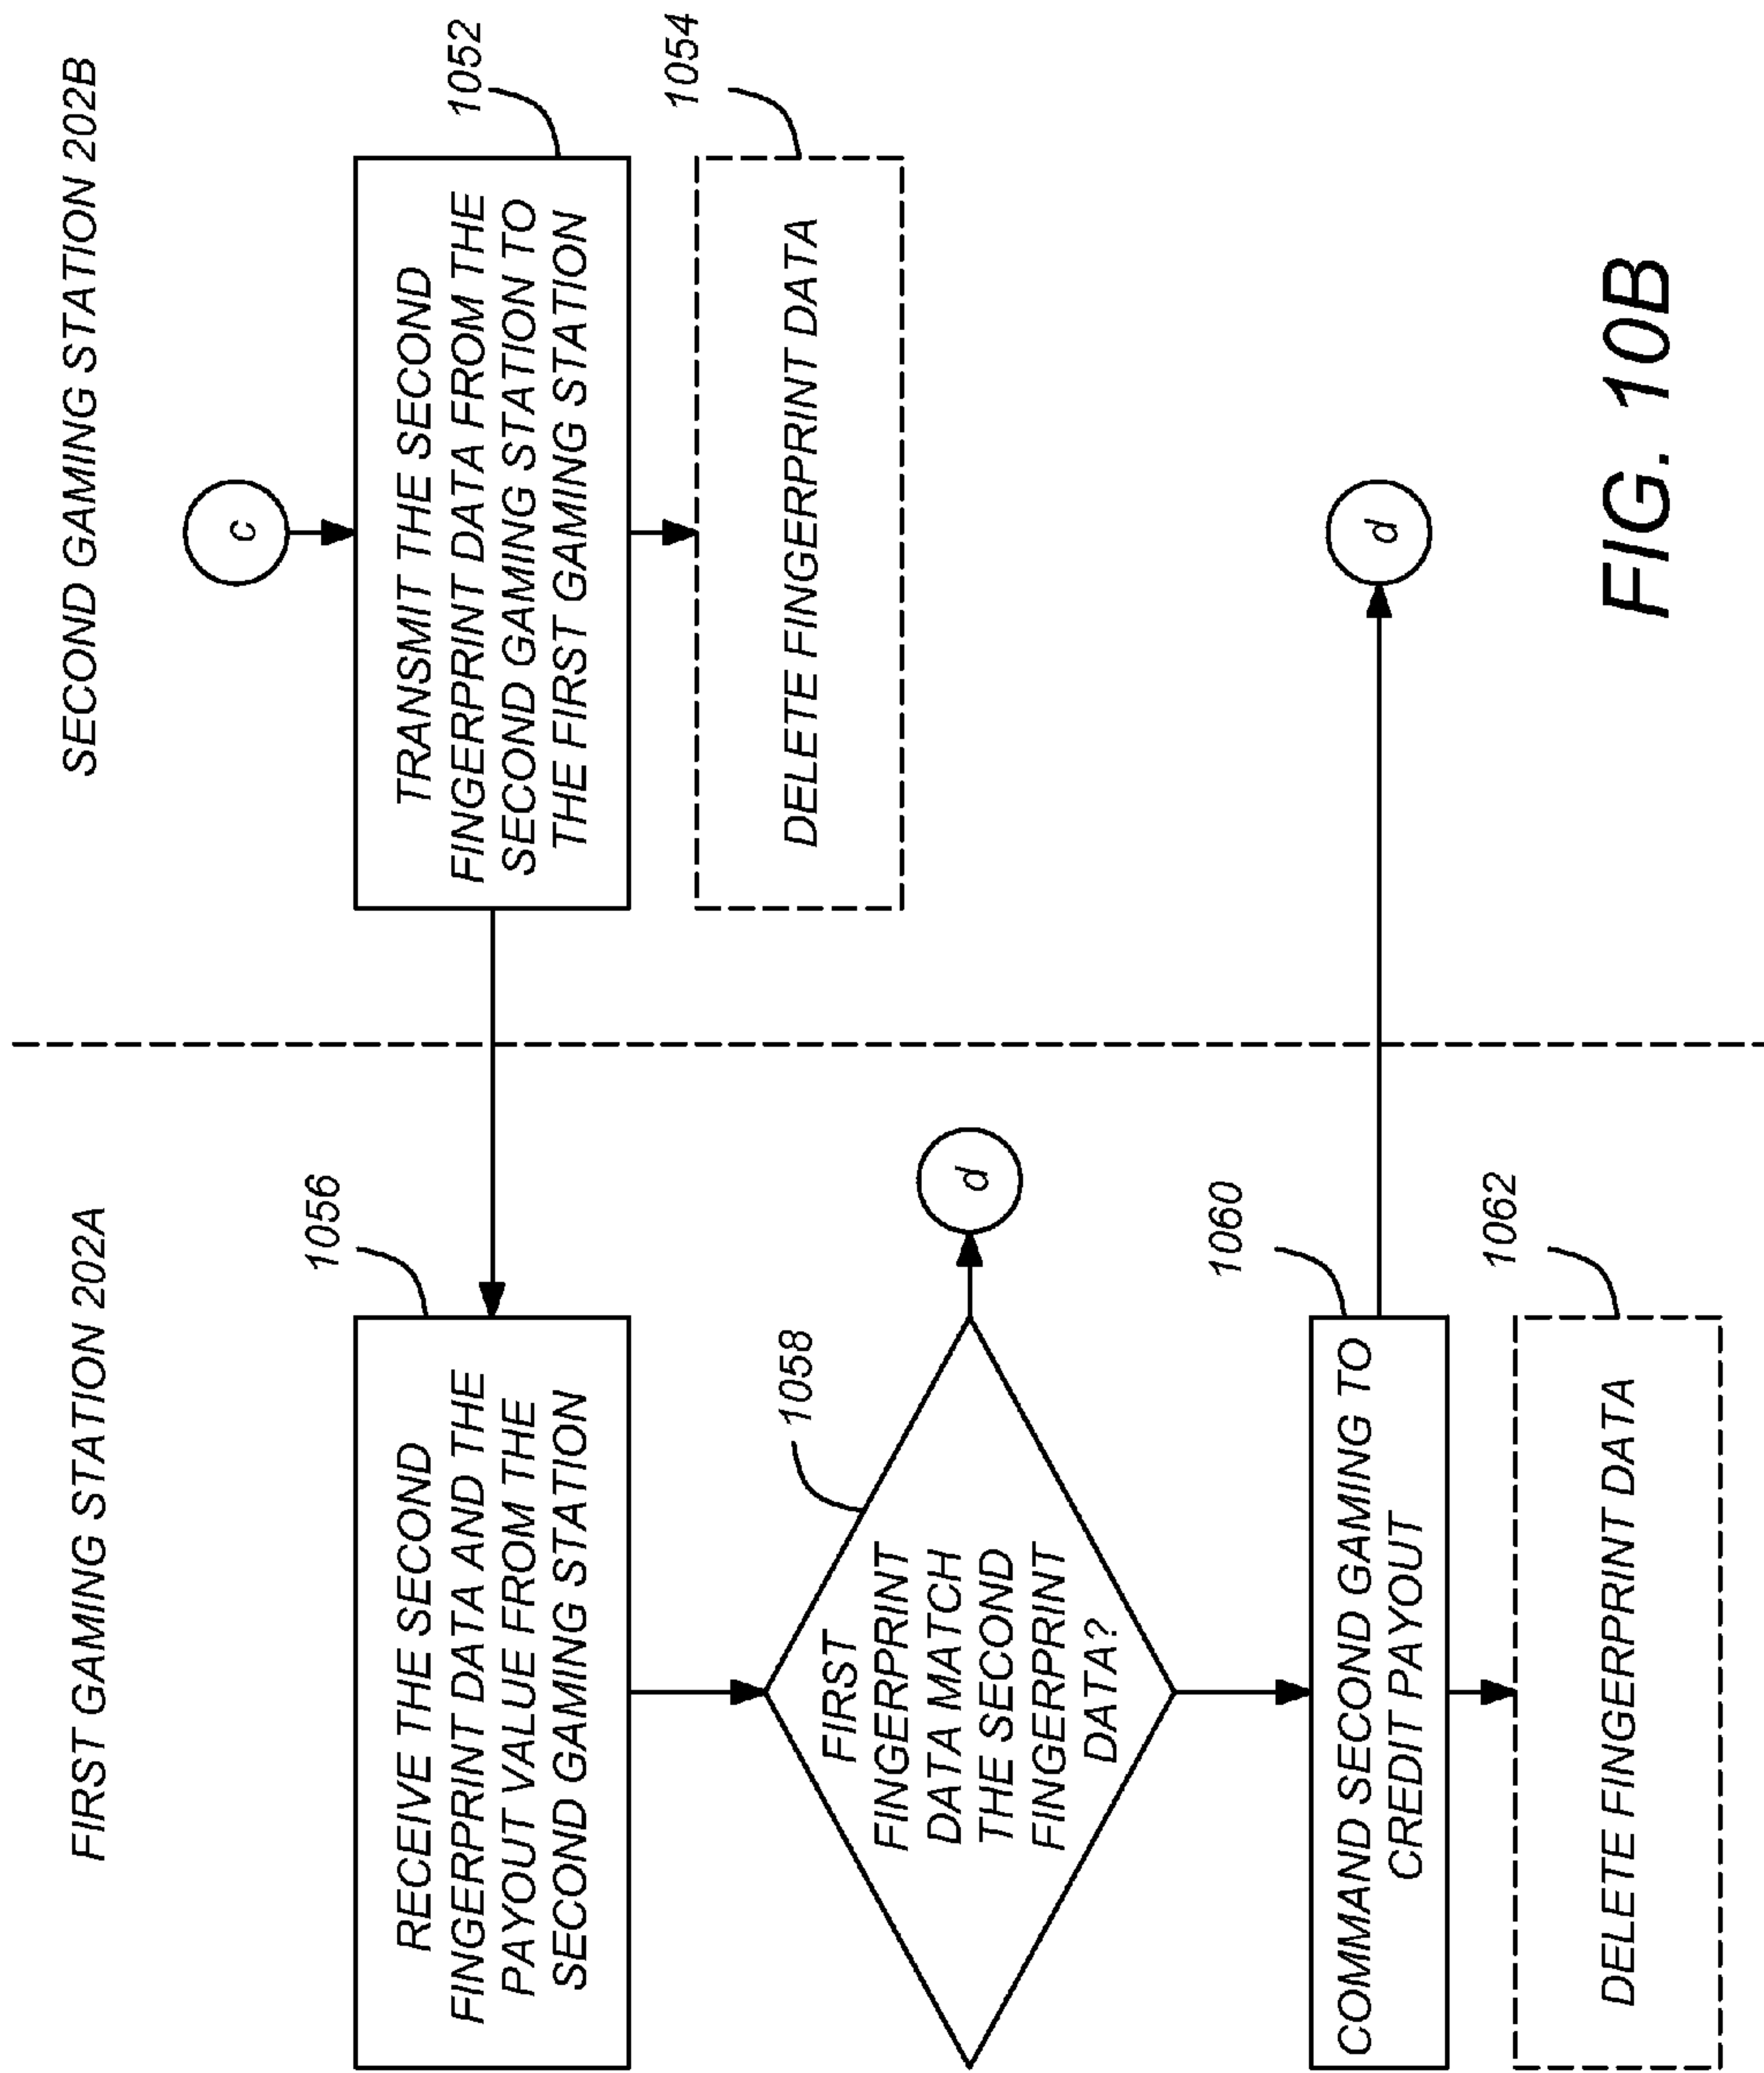 FIRST GAMING STATION 202A
SECOND GAMING STATION 202B
c
1052
TRANSMIT THE SECOND
FINGERPRINT DATA FROM THE
SECOND GAMING STATION TO
THE FIRST GAMING STATION
1054
DELETE FINGERPRINT DATA
1056
RECEIVE THE SECOND
FINGERPRINT DATA AND THE
PAYOUT VALUE FROM THE
SECOND GAMING STATION
1058
FIRST
FINGERPRINT
DATA MATCH
THE SECOND
FINGERPRINT
DATA?
d
1060
COMMAND SECOND GAMING TO
CREDIT PAYOUT
d
1062
DELETE FINGERPRINT DATA
FIG. 10B